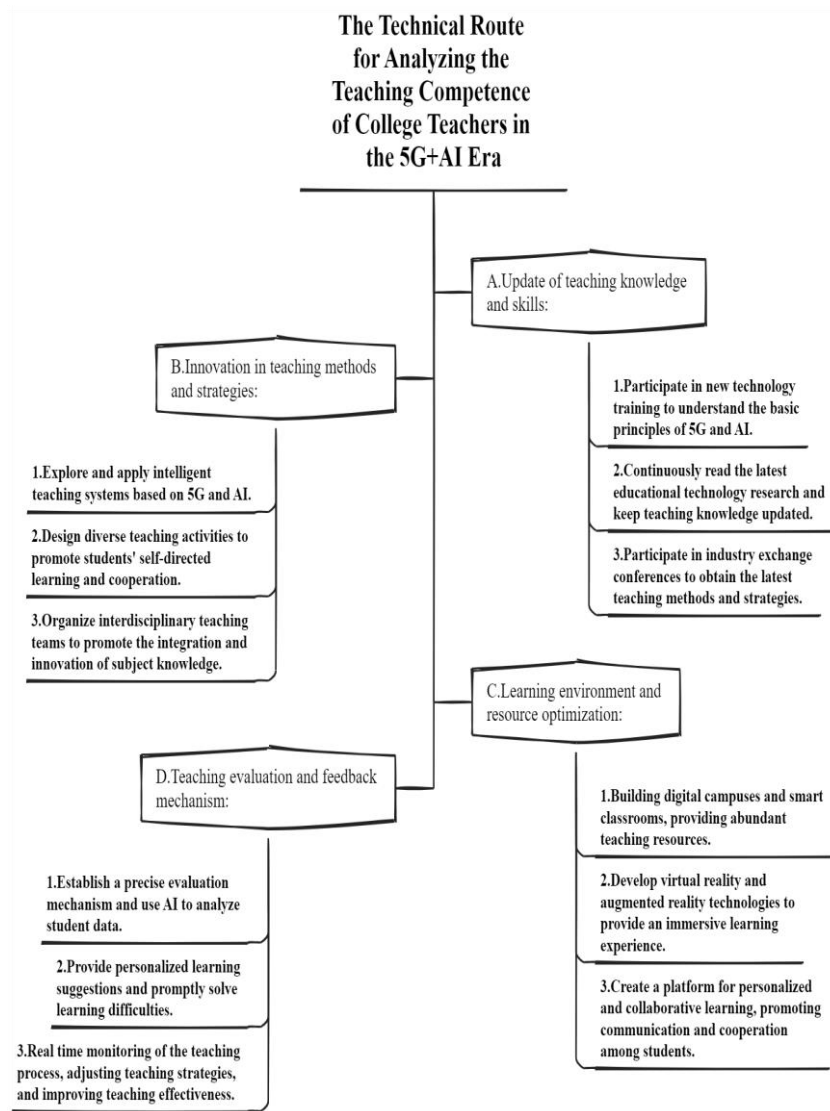 The Technical Route
for Analyzing the
Teaching Competence
of College Teachers in
the 5G+AI Era
A.Update of teaching knowledge
and skills:
1.Participate in new technology
training to understand the basic
principles of 5G and AI.
2.Continuously read the latest
educational technology research and
keep teaching knowledge updated.
3.Participate in industry exchange
conferences to obtain the latest
teaching methods and strategies.
B.Innovation in teaching methods
and strategies:
1.Explore and apply intelligent
teaching systems based on 5G and AI.
2.Design diverse teaching activities to
promote students' self-directed
learning and cooperation.
3.Organize interdisciplinary teaching
teams to promote the integration and
innovation of subject knowledge.
C.Learning environment and
resource optimization:
1.Building digital campuses and smart
classrooms, providing abundant
teaching resources.
2.Develop virtual reality and
augmented reality technologies to
provide an immersive learning
experience.
3.Create a platform for personalized
and collaborative learning, promoting
communication and cooperation
among students.
D.Teaching evaluation and feedback
mechanism:
1.Establish a precise evaluation
mechanism and use AI to analyze
student data.
2.Provide personalized learning
suggestions and promptly solve
learning difficulties.
3.Real time monitoring of the teaching
process, adjusting teaching strategies,
and improving teaching effectiveness.